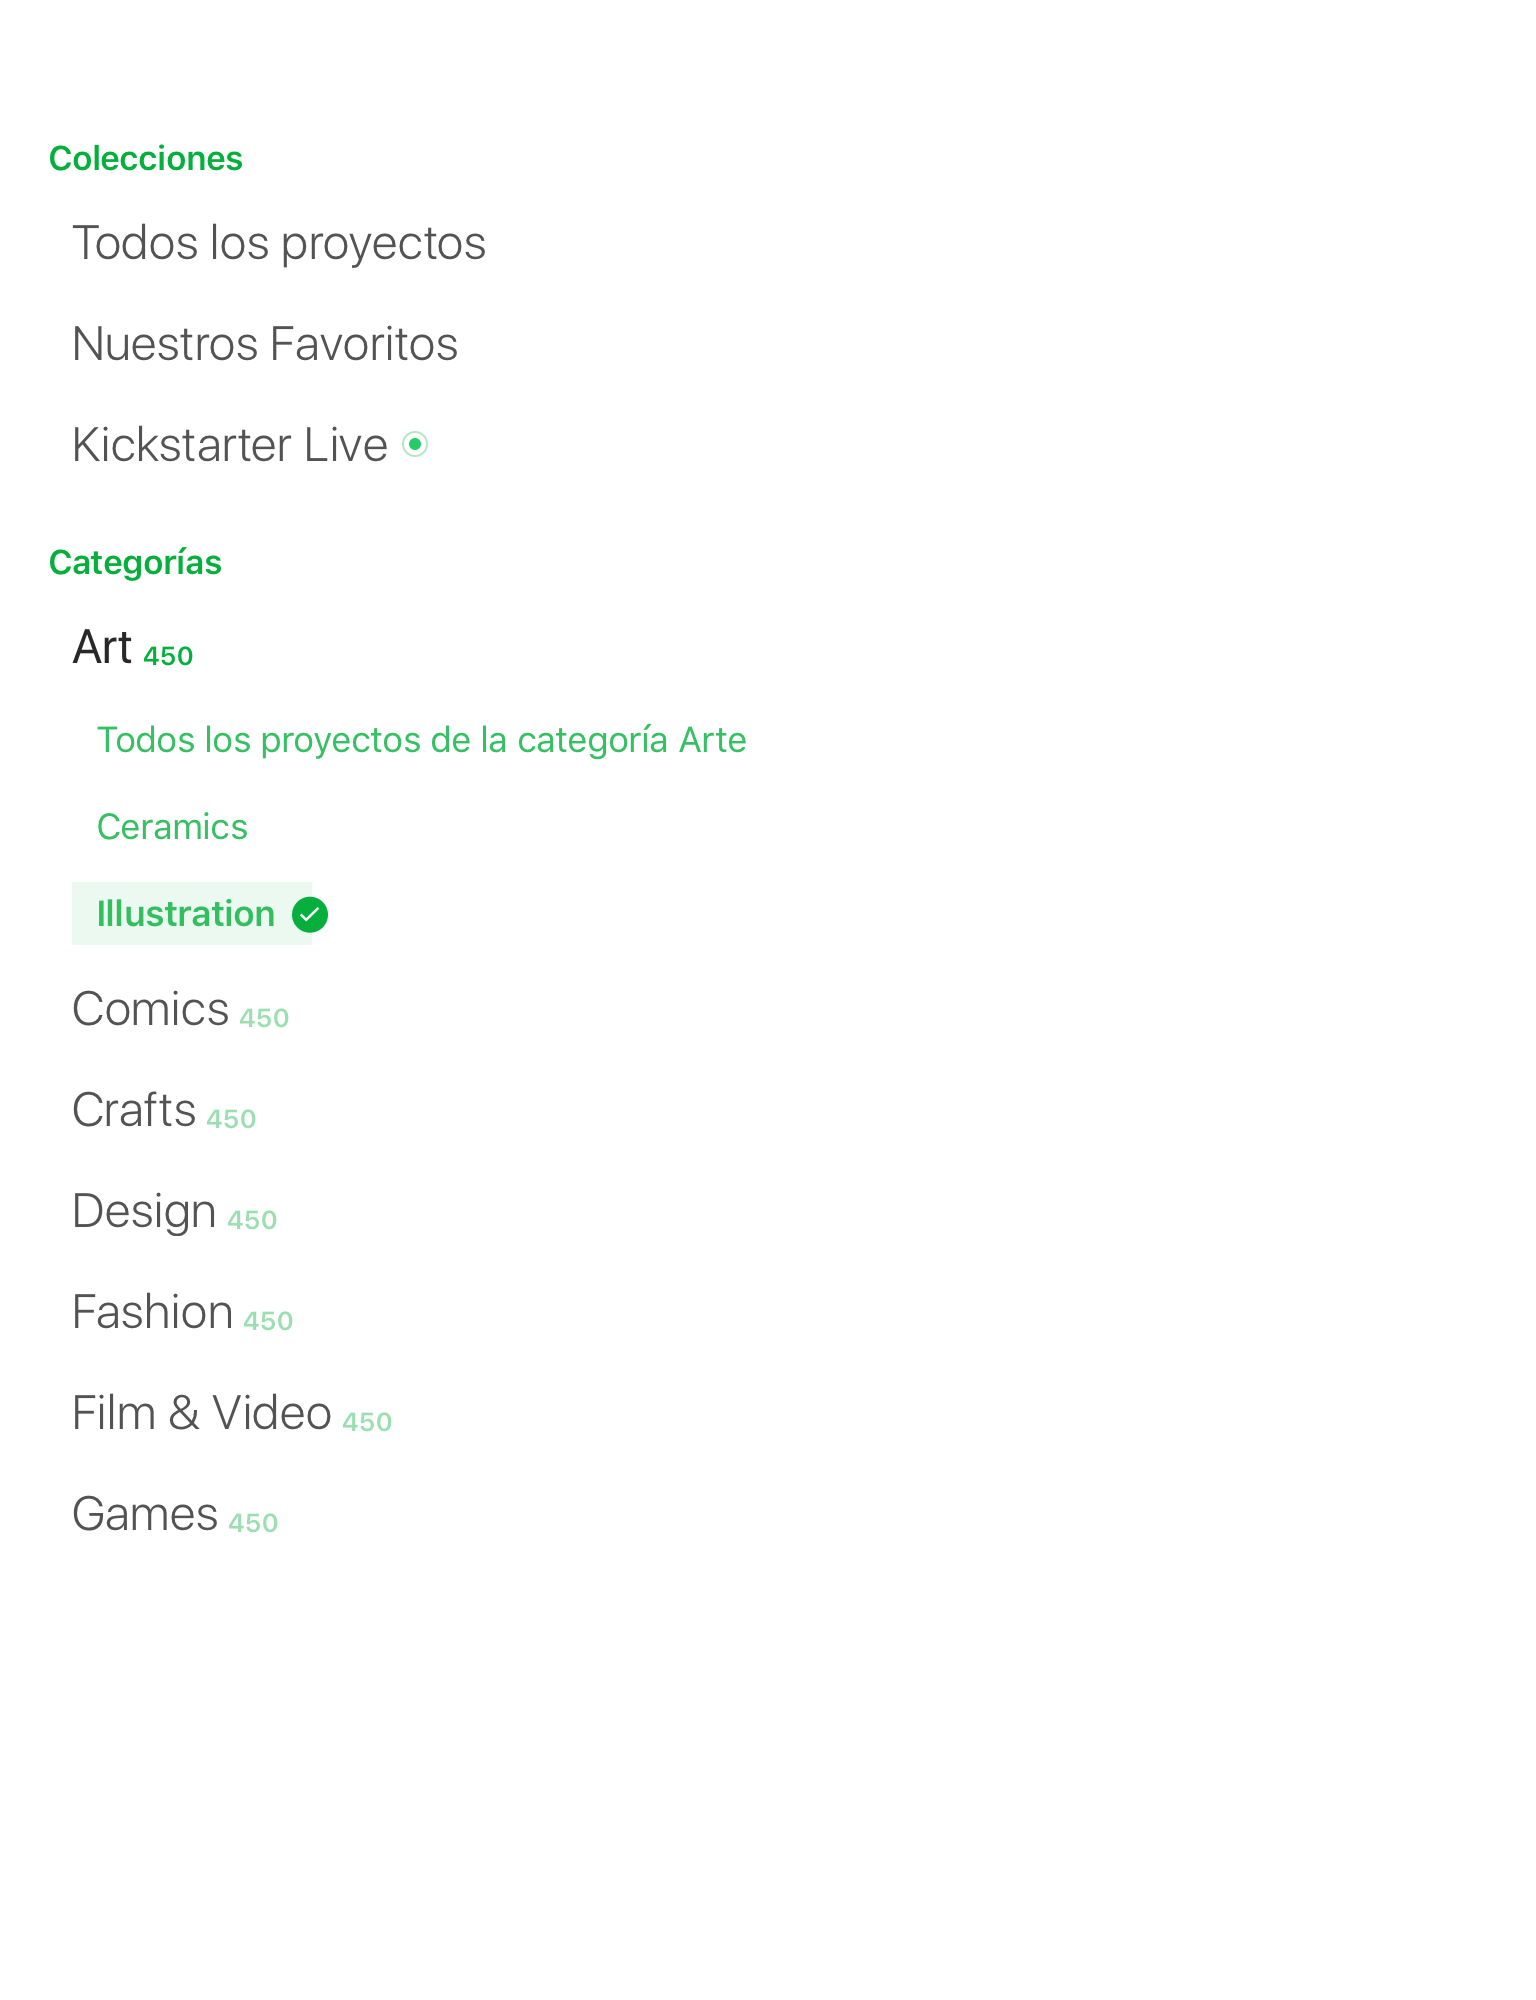 Colecciones
Todos los proyectos
Nuestros Favoritos
Kickstarter Live
Categorías
Art 450
Todos los proyectos de la categoría Arte
Ceramics
Illustration
Comics 450
Crafts 450
Design 450
Fashion 450
Film & Video 450
Games 450